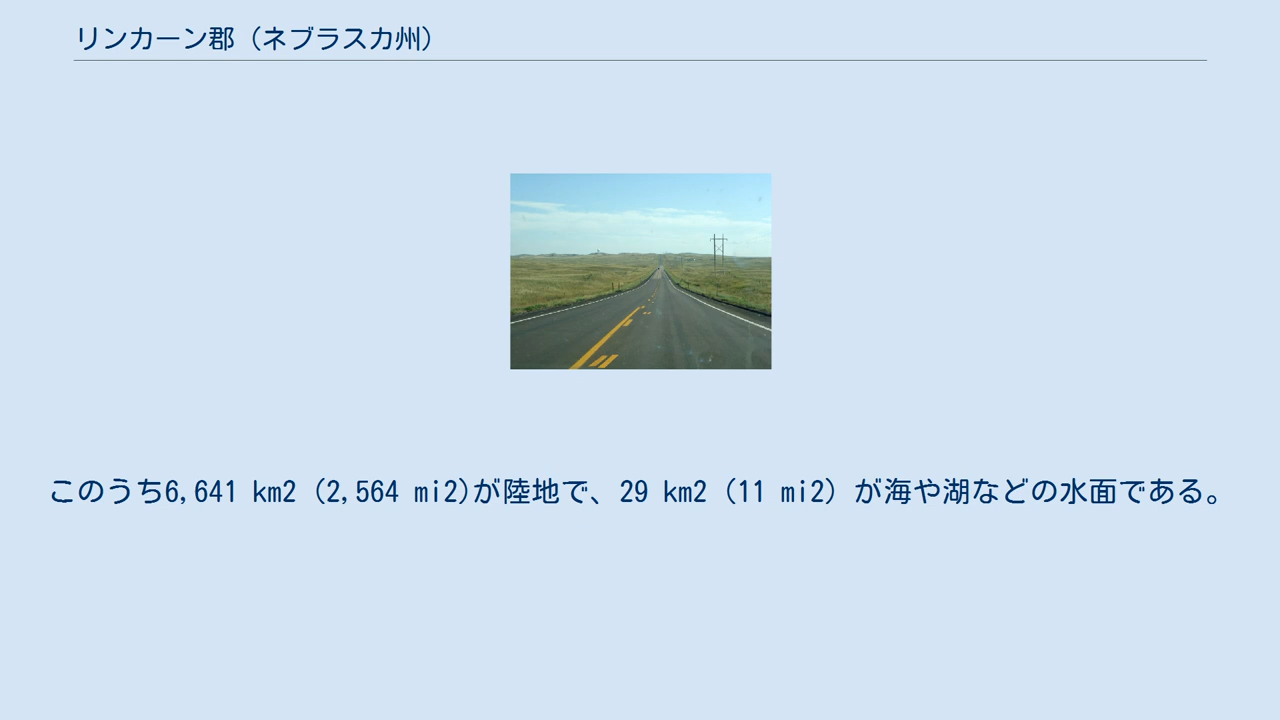 リンカーン郡（ネブラスカ州）
このうち6,641 km2 (2,564 mi2)が陸地で、29 km2 (11 mi2) が海や湖などの水面である。